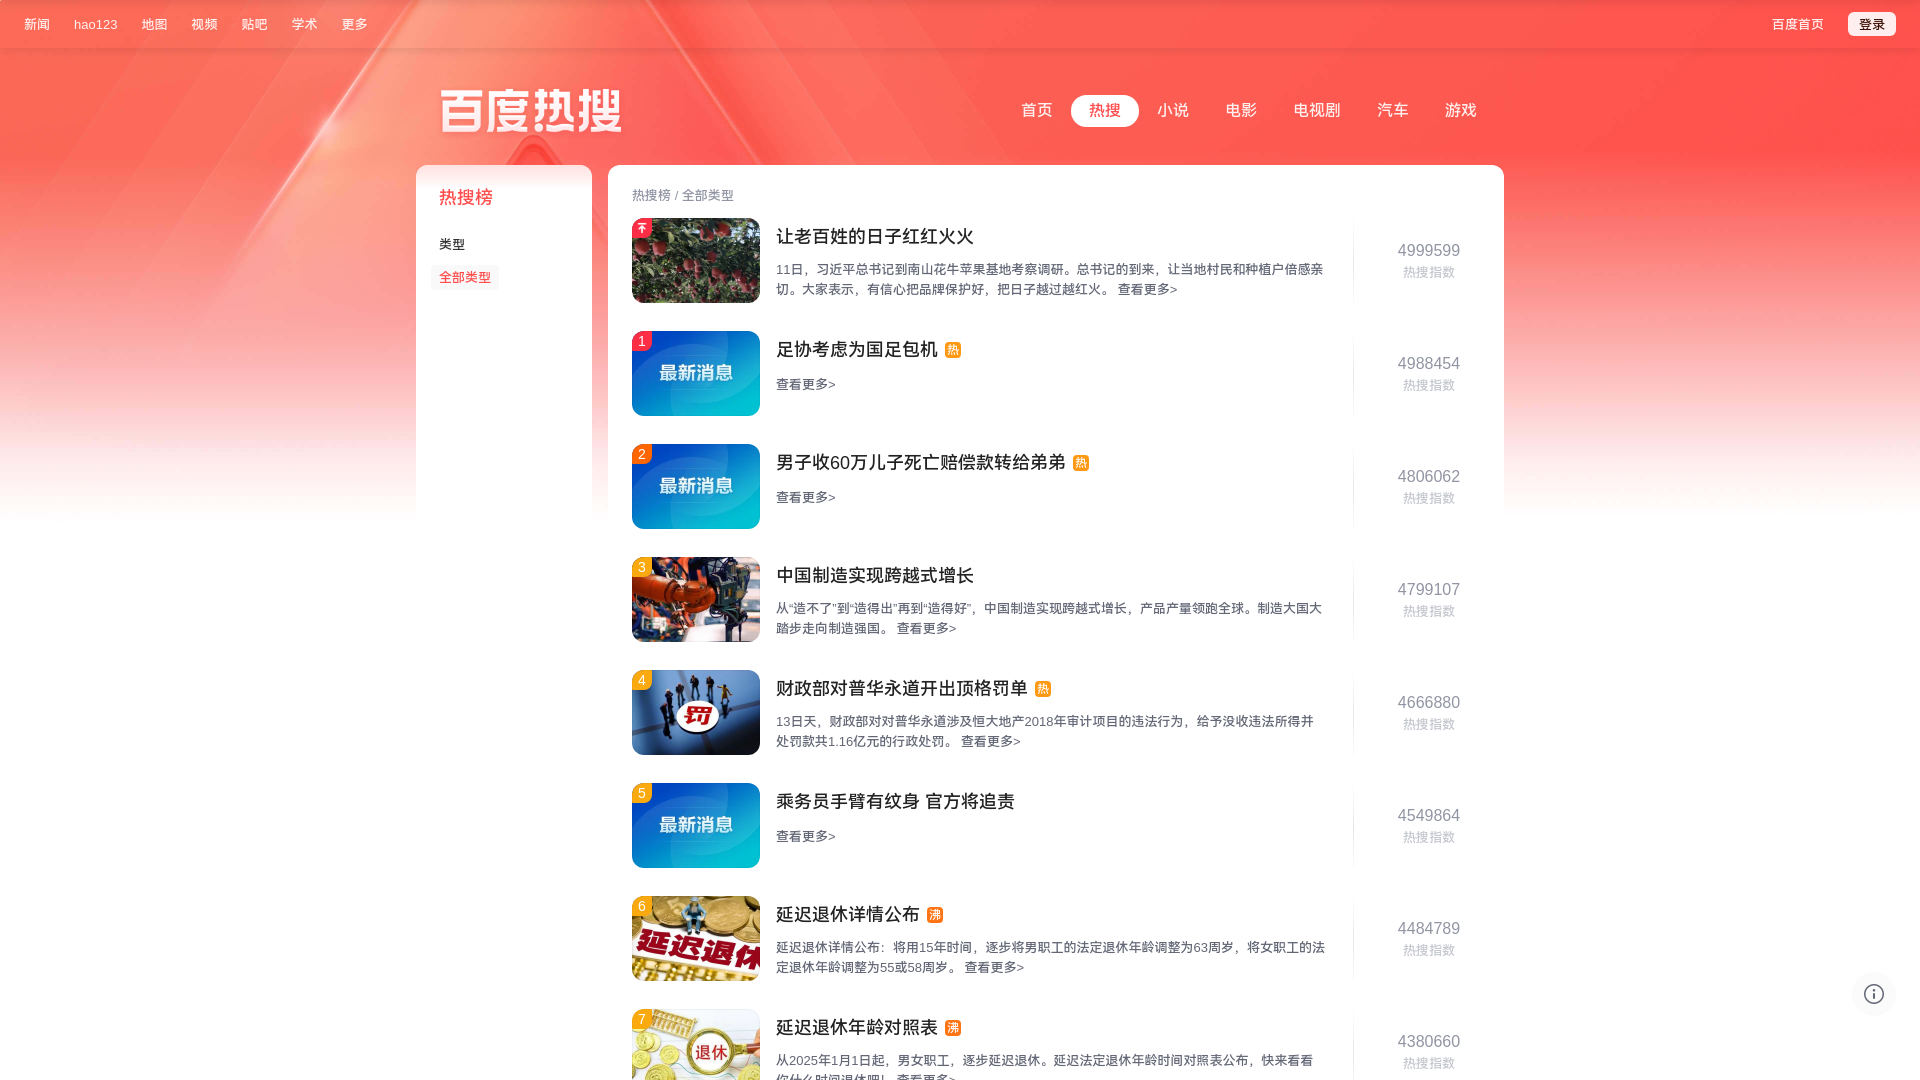 新闻 hao123 地图 视频 贴吧 学术 更多 百度首页 登录
百度热搜
首页 热搜 小说 电影 电视剧 汽车 游戏
热搜榜
类型
全部类型
热搜榜 / 全部类型
让老百姓的日子红红火火
11日，习近平总书记到南山花牛苹果基地考察调研。总书记的到来，让当地村民和种植户倍感亲
切。大家表示，有信心把品牌保护好，把日子越过越红火。 查看更多>
4999599
热搜指数
1
最新消息
足协考虑为国足包机 热
查看更多>
4988454
热搜指数
2
最新消息
男子收60万儿子死亡赔偿款转给弟弟 热
查看更多>
4806062
热搜指数
3
中国制造实现跨越式增长
从“造不了”到“造得出”再到“造得好”，中国制造实现跨越式增长，产品产量领跑全球。制造大国大
踏步走向制造强国。 查看更多>
4799107
热搜指数
4
罚
财政部对普华永道开出顶格罚单 热
13日天，财政部对对普华永道涉及恒大地产2018年审计项目的违法行为，给予没收违法所得并
处罚款共1.16亿元的行政处罚。 查看更多>
4666880
热搜指数
5
最新消息
乘务员手臂有纹身 官方将追责
查看更多>
4549864
热搜指数
6
延迟退休
延迟退休详情公布 沸
延迟退休详情公布：将用15年时间，逐步将男职工的法定退休年龄调整为63周岁，将女职工的法
定退休年龄调整为55或58周岁。 查看更多>
4484789
热搜指数
7
退休
延迟退休年龄对照表 沸
从2025年1月1日起，男女职工，逐步延迟退休。延迟法定退休年龄时间对照表公布，快来看看
你什么时间退休吧！ 查看更多>
4380660
热搜指数